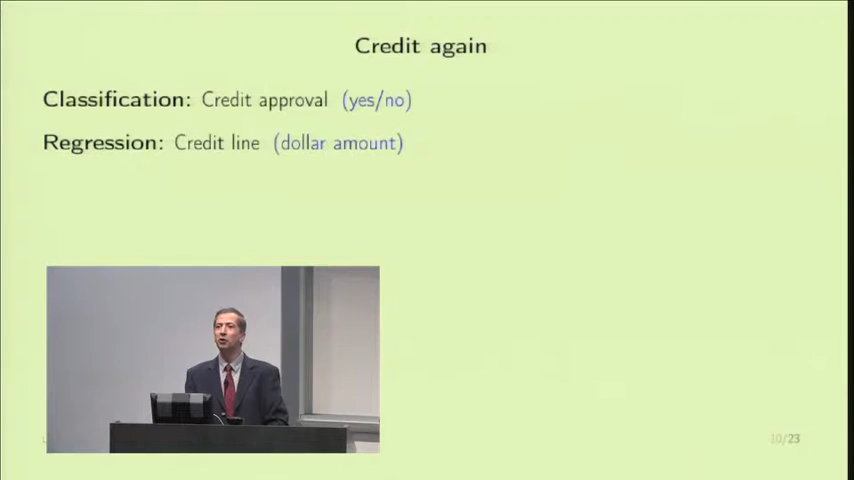 Credit again
Classification: Credit approval (yes/no)
Regression: Credit line (dollar amount)
10/23